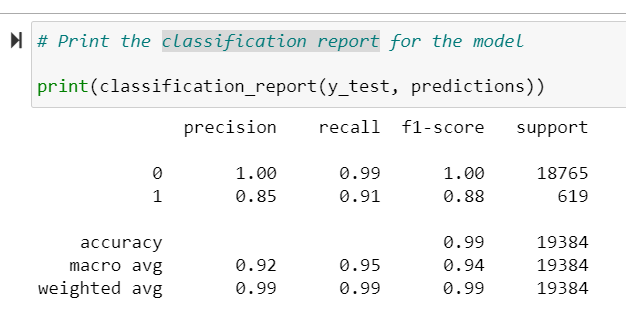 # Print the classification report for the model
print(classification_report(y_test, predictions))
precision recall f1-score support
0 1.00 0.99 1.00 18765
1 0.85 0.91 0.88 619
accuracy 0.99 19384
macro avg 0.92 0.95 0.94 19384
weighted avg 0.99 0.99 0.99 19384